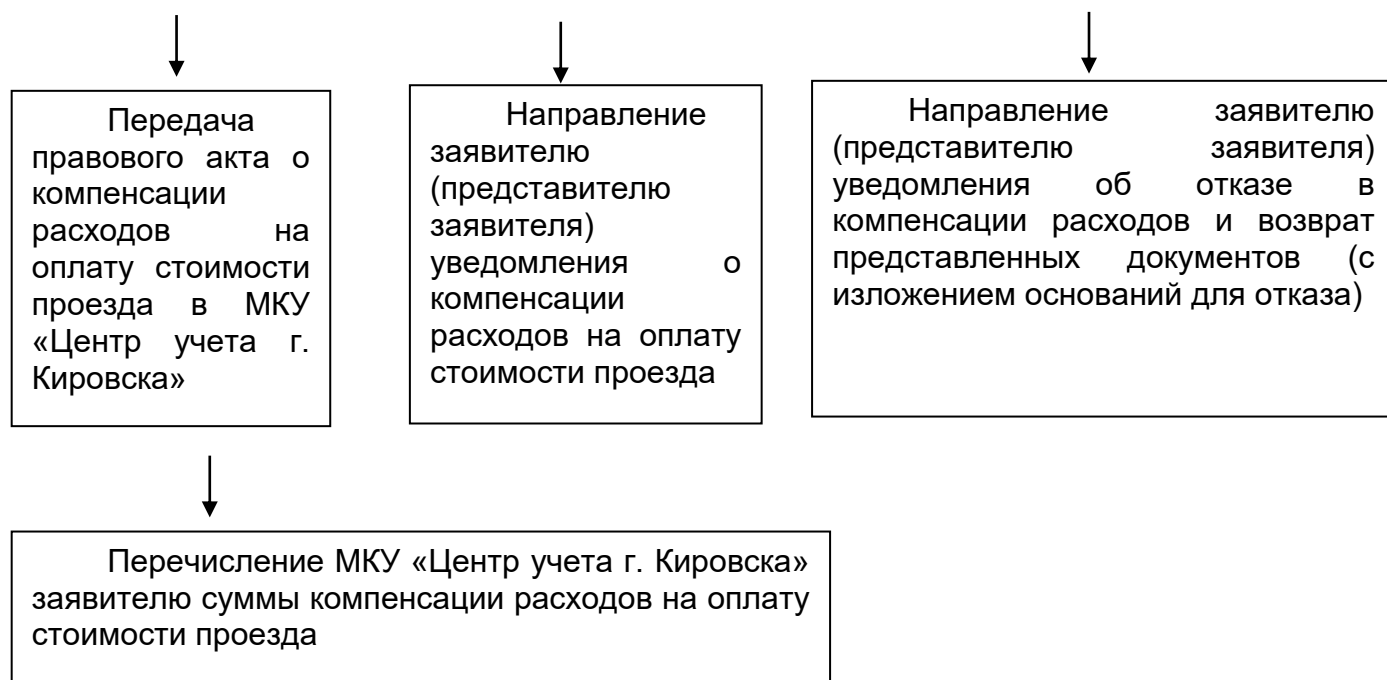 Передача
правового акта о
компенсации
расходов на
оплату стоимости
проезда в МКУ
«Центр учета г.
Кировска»
Направление
заявителю
(представителю
заявителя)
уведомления о
компенсации
расходов на оплату
стоимости проезда
Направление заявителю
(представителю заявителя)
уведомления об отказе в
компенсации расходов и возврат
представленных документов (с
изложением оснований для отказа)
Перечисление МКУ «Центр учета г. Кировска»
заявителю суммы компенсации расходов на оплату
стоимости проезда